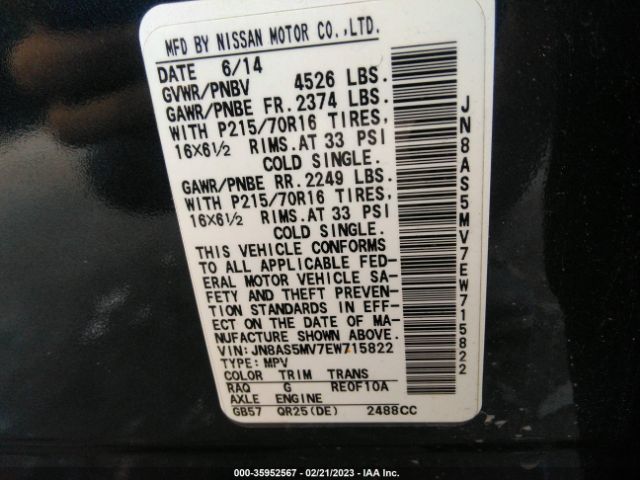 MFD BY NISSAN MOTOR CO.,LTD.
DATE 6/14
GVWR/PNBV 4526 LBS.
GAWR/PNBE FR. 2374 LBS.
WITH P215/70R16 TIRES,
16X6½ RIMS. AT 33 PSI
COLD SINGLE.
GAWR/PNBE RR. 2249 LBS.
WITH P215/70R16 TIRES,
16X6½ RIMS. AT 33 PSI
COLD SINGLE.
THIS VEHICLE CONFORMS
TO ALL APPLICABLE FED-
ERAL MOTOR VEHICLE SA-
FETY AND THEFT PREVEN-
TION STANDARDS IN EFF-
ECT ON THE DATE OF MA-
NUFACTURE SHOWN ABOVE.
VIN: JN8AS5MV7EW715822
TYPE: MPV
COLOR TRIM TRANS
RAQ G RE0F10A
AXLE ENGINE
GB57 QR25(DE) 2488CC
JN8AS5MV7EW715822
000-35952567 - 02/21/2023 - IAA Inc.